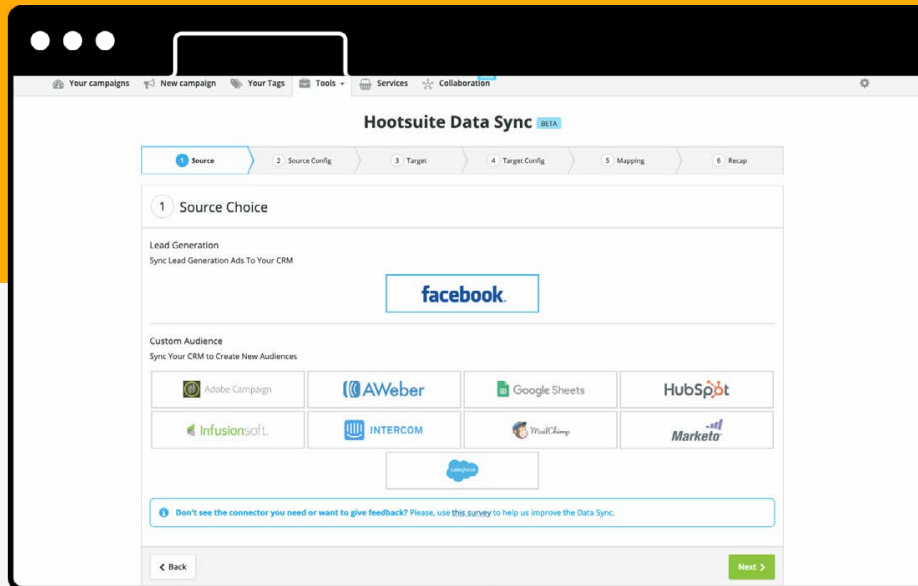 Your campaigns New campaign Your Tags Tools Services Collaboration
Hootsuite Data Sync BETA
1 Source 2 Source Config 3 Target 4 Target Config 5 Mapping 6 Recap
1 Source Choice
Lead Generation
Sync Lead Generation Ads To Your CRM
facebook.
Custom Audience
Sync Your CRM to Create New Audiences
Adobe Campaign AWeber Google Sheets HubSpot
Infusionsoft. INTERCOM MailChimp Marketo
salesforce
Don't see the connector you need or want to give feedback? Please, use this survey to help us improve the Data Sync.
Back Next